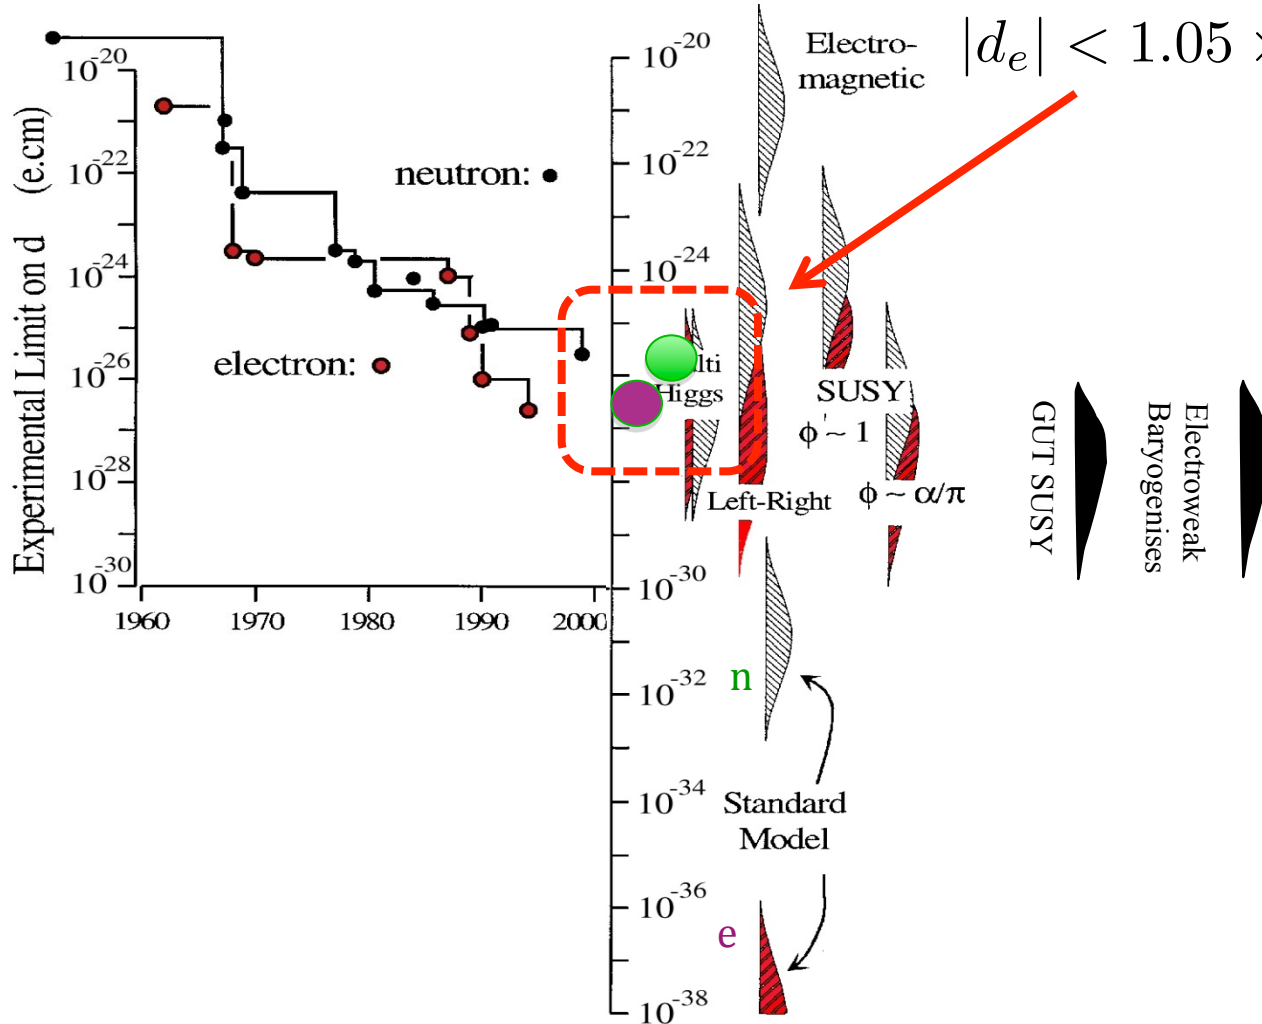 Experimental Limit on d (e.cm)
10-20
10-22
10-24
10-26
10-28
10-30
1960
1970
1980
1990
2000
neutron:
electron:
10-20
10-22
10-24
10-30
10-32
10-34
10-36
10-38
Electro-
magnetic
|d_e| < 1.05 ×
lti
Higgs
Left-Right
SUSY
ϕ ~ 1
ϕ ~ α/π
GUT SUSY
Electroweak
Baryogenises
n
Standard
Model
e